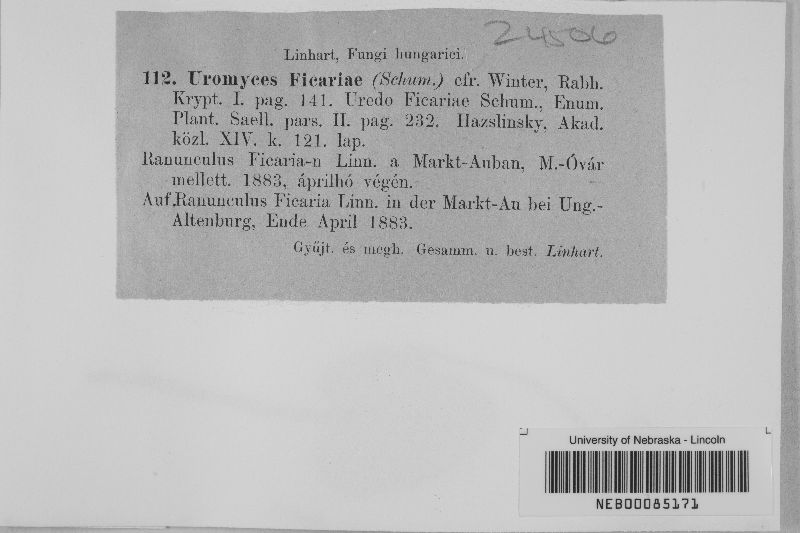 24506
Linhart, Fungi hungarici.
112. Uromyces Ficariae (Schum.) cfr. Winter, Rabh.
Krypt. I. pag. 141. Uredo Ficariae Schum., Enum.
Plant. Saell. pars. II. pag. 232. Hazslinsky, Akad.
közl. XIV. k. 121. lap.
Ranunculus Ficaria-n Linn. a Markt-Auban, M.-Óvár
mellett. 1883, áprilhó végén.
Auf Ranunculus Ficaria Linn. in der Markt-Au bei Ung.-
Altenburg, Ende April 1883.
Gyűjt. és megh. Gesamm. u. best. Linhart.
University of Nebraska - Lincoln
NEB00085171